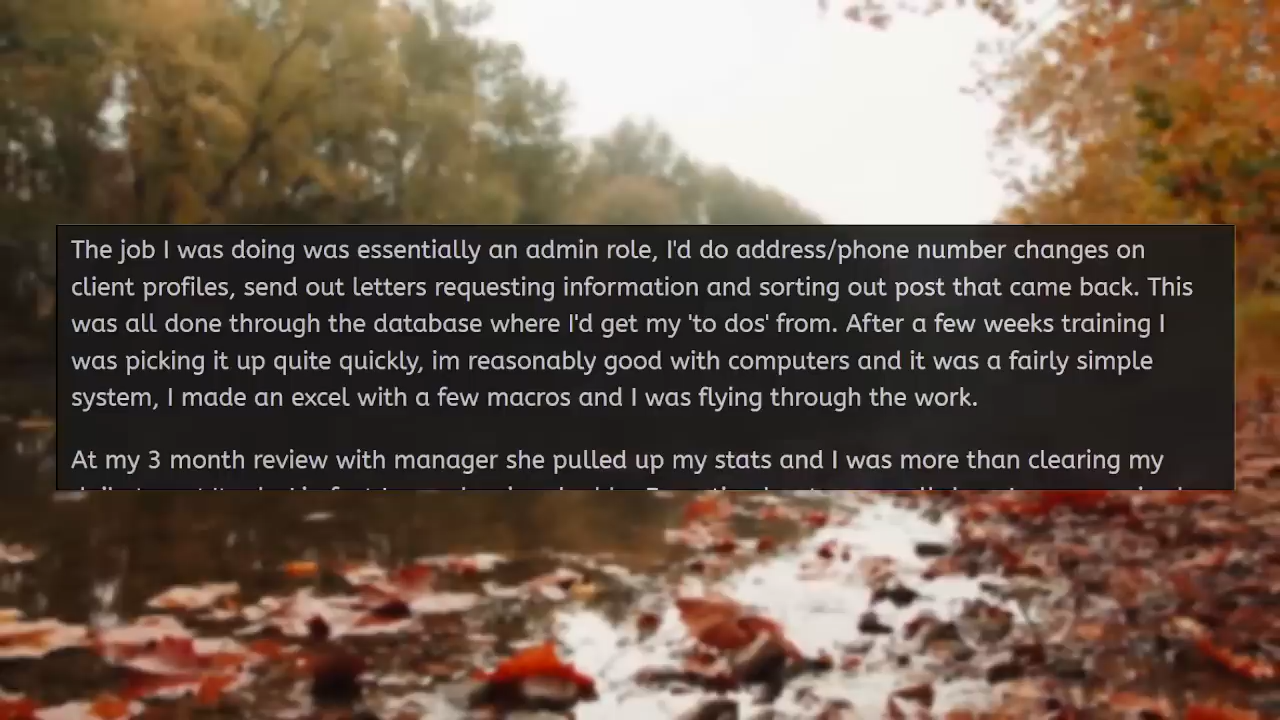 The job I was doing was essentially an admin role, I'd do address/phone number changes on
client profiles, send out letters requesting information and sorting out post that came back. This
was all done through the database where I'd get my 'to dos' from. After a few weeks training I
was picking it up quite quickly, im reasonably good with computers and it was a fairly simple
system, I made an excel with a few macros and I was flying through the work.
At my 3 month review with manager she pulled up my stats and I was more than clearing my